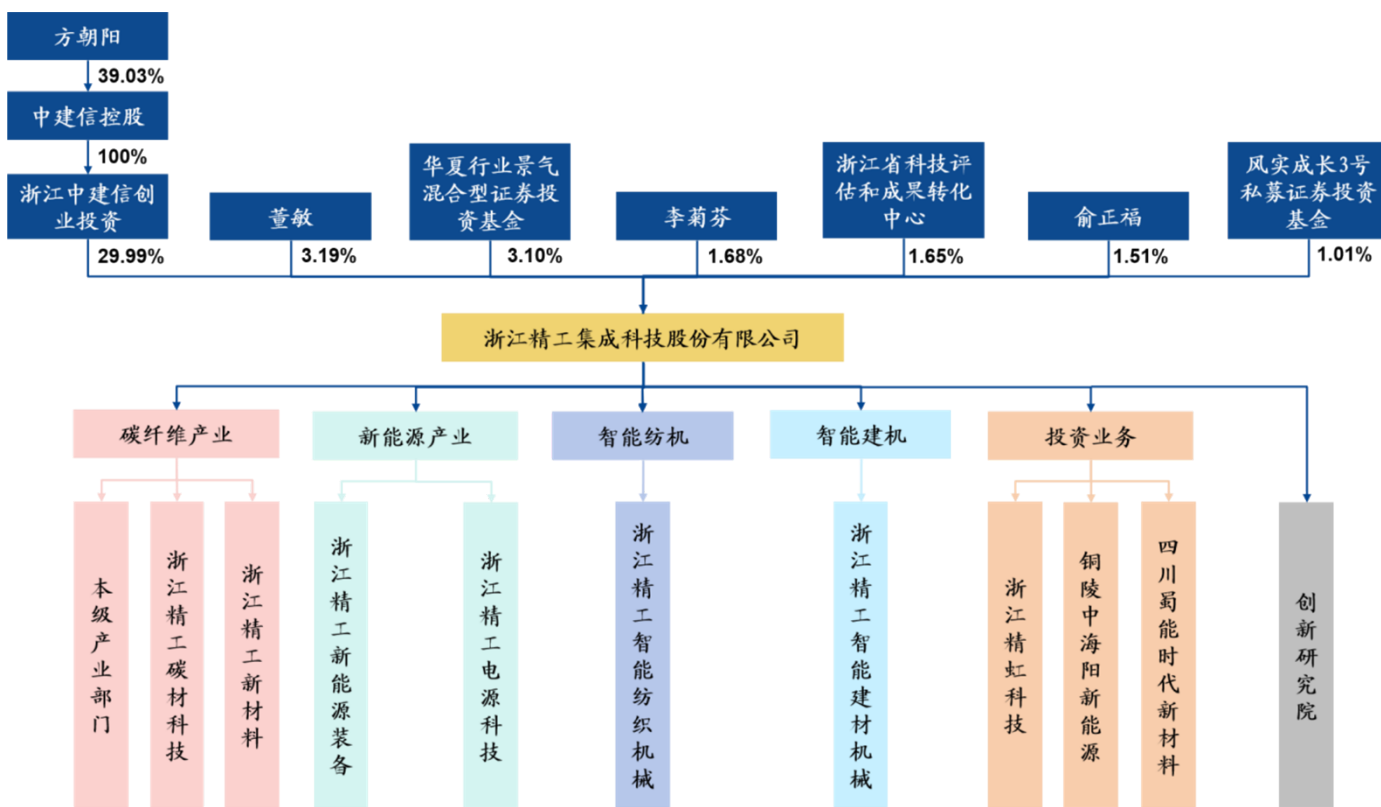 方朝阳
39.03%
中建信控股
100%
浙江中建信创
业投资
29.99%
董敏
3.19%
华夏行业景气
混合型证券投
资基金
3.10%
李菊芬
1.68%
浙江省科技评
估和成果转化
中心
1.65%
俞正福
1.51%
风实成长3号
私募证券投资
基金
1.01%
浙江精工集成科技股份有限公司
碳纤维产业
新能源产业
智能纺机
智能建机
投资业务
本级产业部门
浙江精工碳材科技
浙江精工新材料
浙江精工新能源装备
浙江精工电源科技
浙江精工智能纺织机械
浙江精工智能建材机械
浙江精虹科技
铜陵中海阳新能源
四川蜀能时代新材料
创新研究院